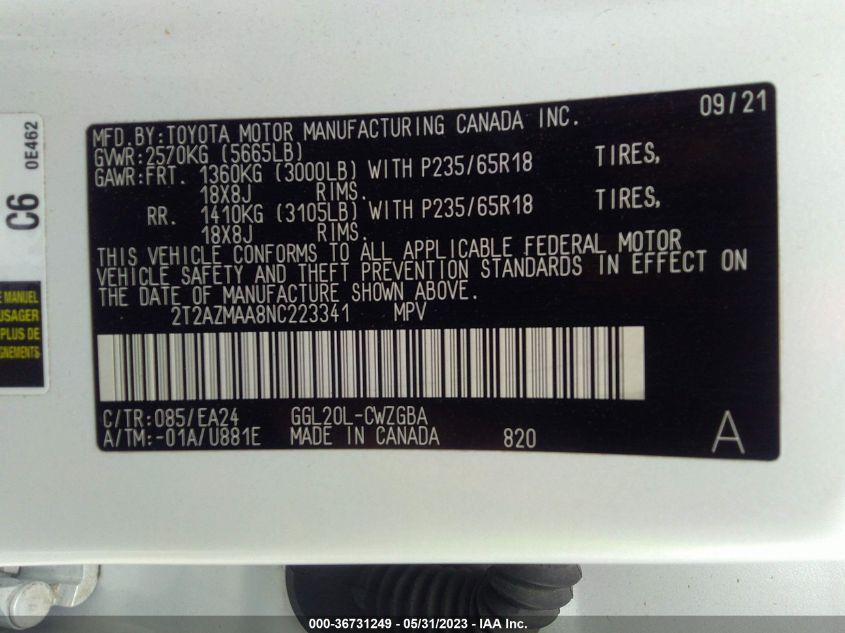 09/21
MFD.BY:TOYOTA MOTOR MANUFACTURING CANADA INC.
GVWR:2570KG (5665LB)
GAWR:FRT. 1360KG (3000LB) WITH P235/65R18 TIRES,
18X8J RIMS.
RR. 1410KG (3105LB) WITH P235/65R18 TIRES,
18X8J RIMS.
THIS VEHICLE CONFORMS TO ALL APPLICABLE FEDERAL MOTOR
VEHICLE SAFETY AND THEFT PREVENTION STANDARDS IN EFFECT ON
THE DATE OF MANUFACTURE SHOWN ABOVE.
2T2AZMAA8NC223341 MPV
C/TR:085/EA24 GGL20L-CWZGBA
A/TM:-01A/U881E MADE IN CANADA 820 A
C6 0E462
E MANUEL
USAGER
PLUS DE
GNEMENTS
000-36731249 - 05/31/2023 - IAA Inc.